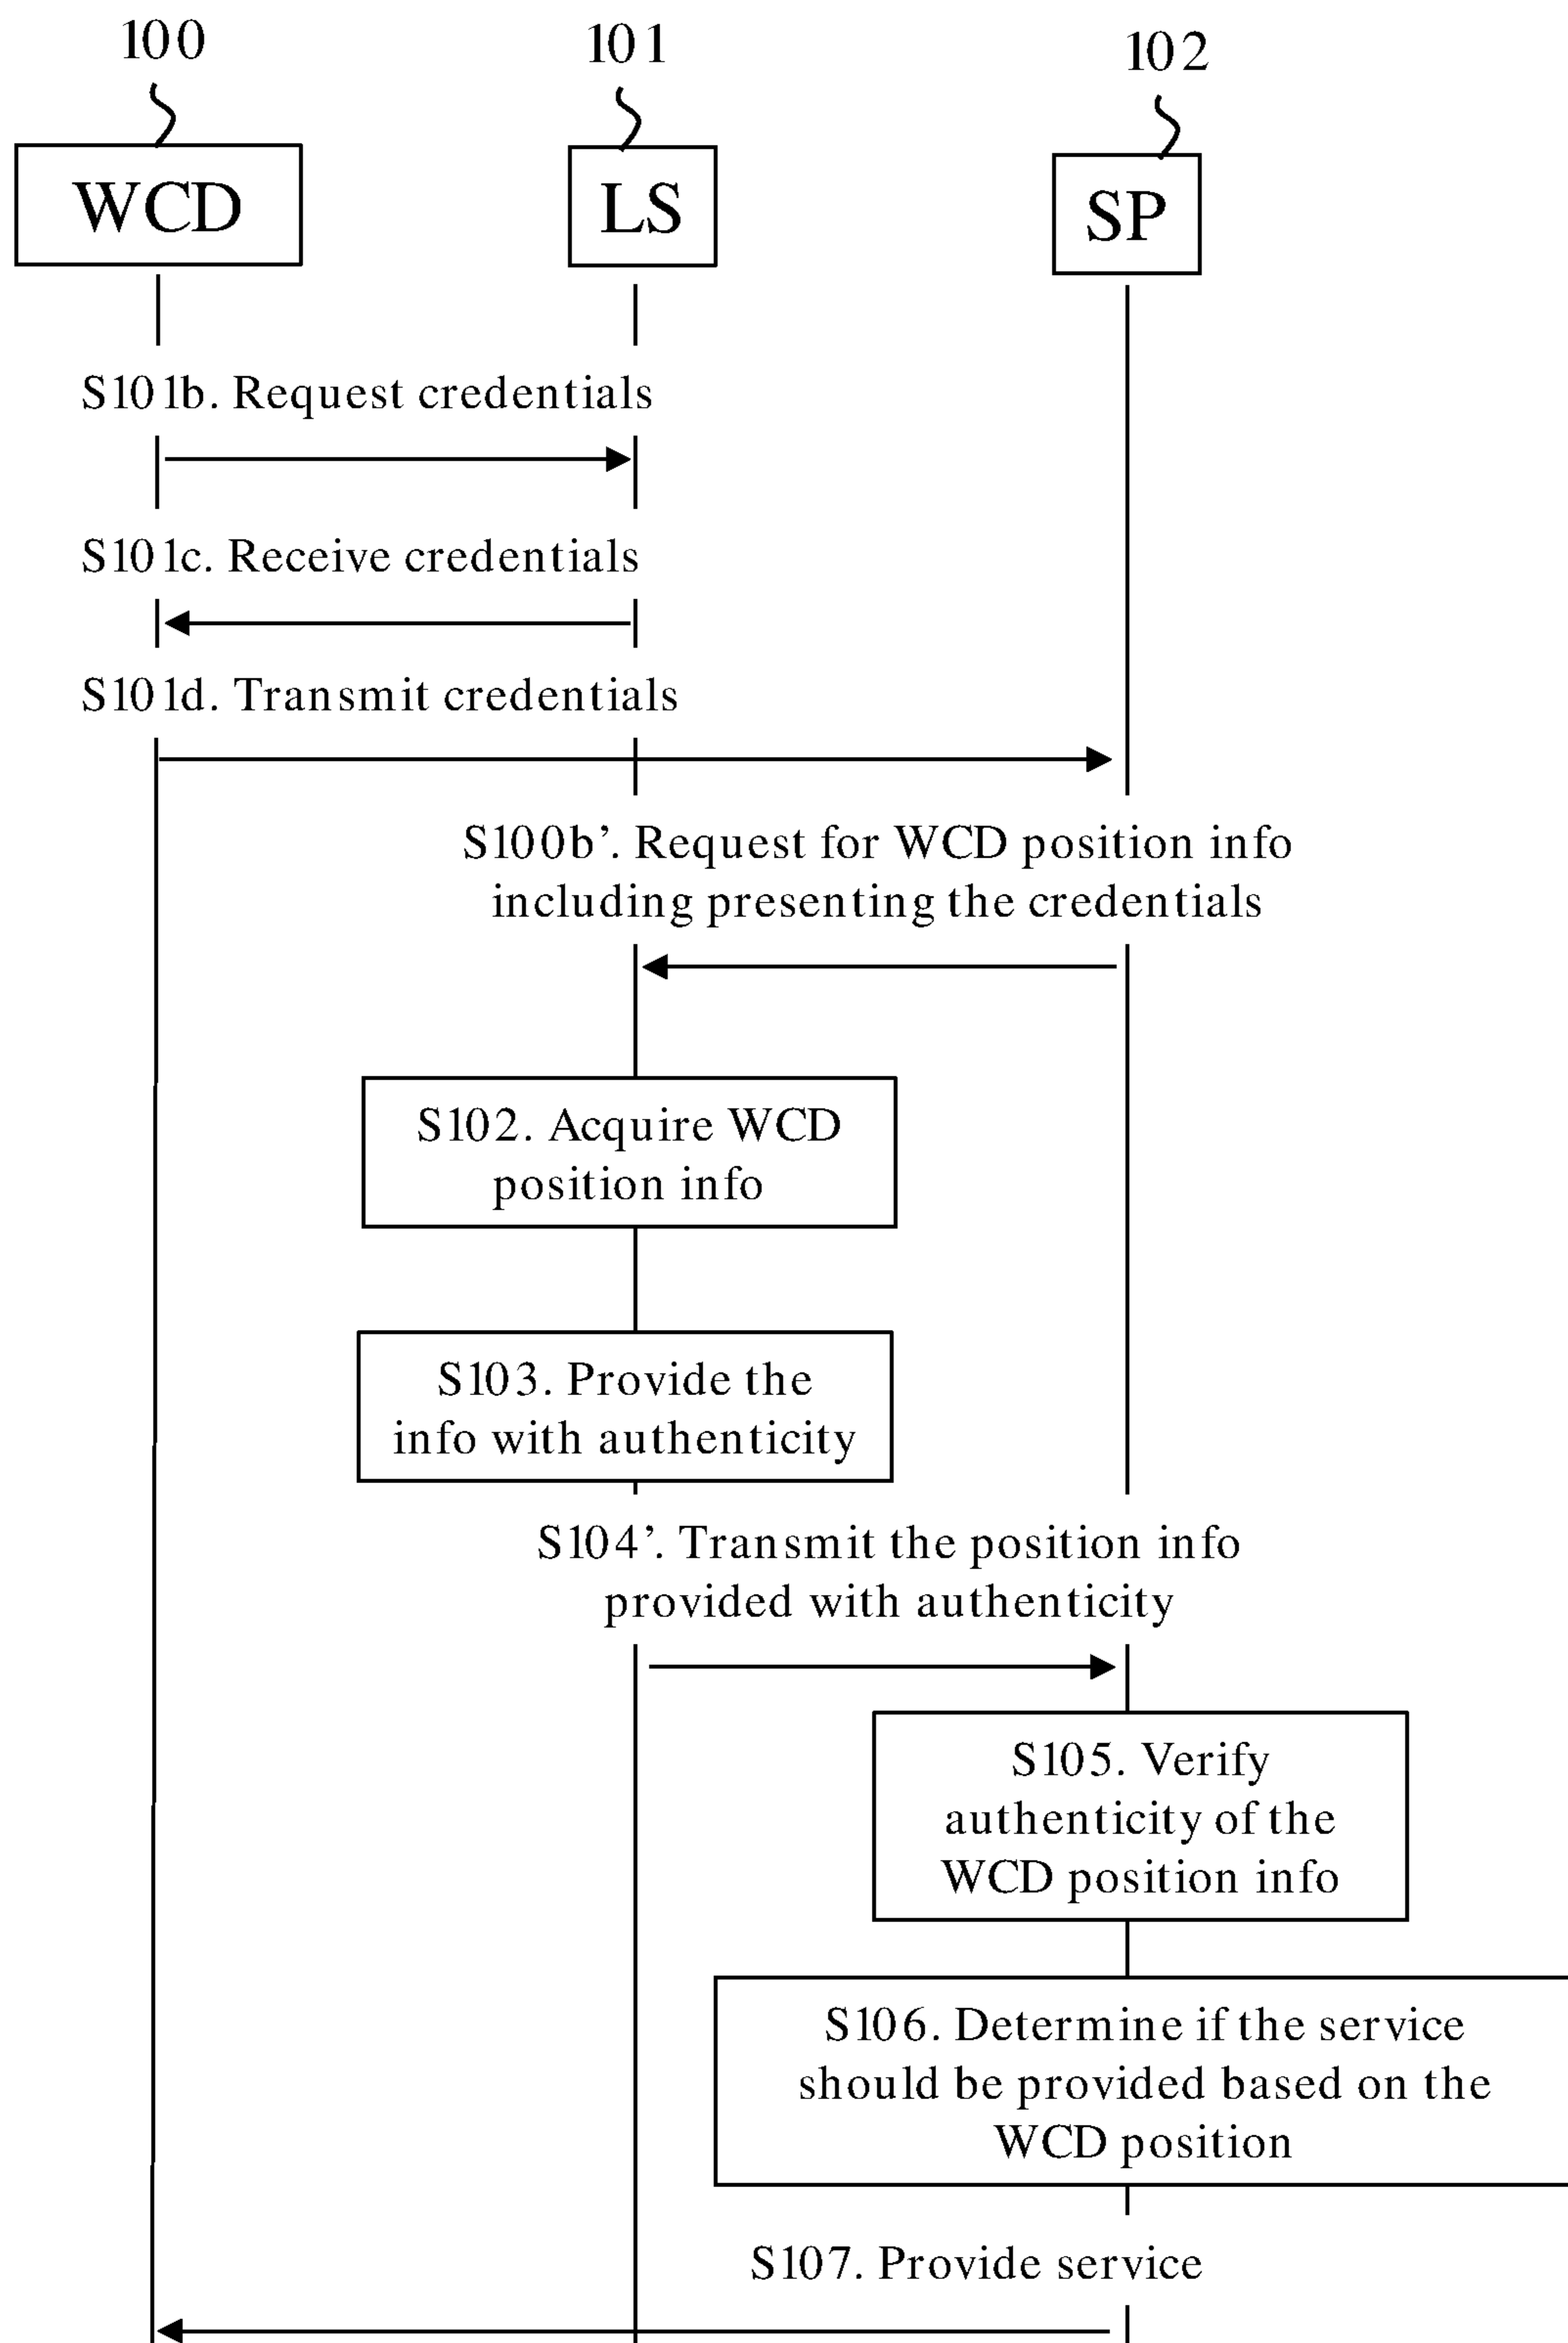 100
101
102
WCD
LS
SP
S101b. Request credentials
S101c. Receive credentials
S101d. Transmit credentials
S100b’. Request for WCD position info
including presenting the credentials
S102. Acquire WCD
position info
S103. Provide the
info with authenticity
S104’. Transmit the position info
provided with authenticity
S105. Verify
authenticity of the
WCD position info
S106. Determine if the service
should be provided based on the
WCD position
S107. Provide service